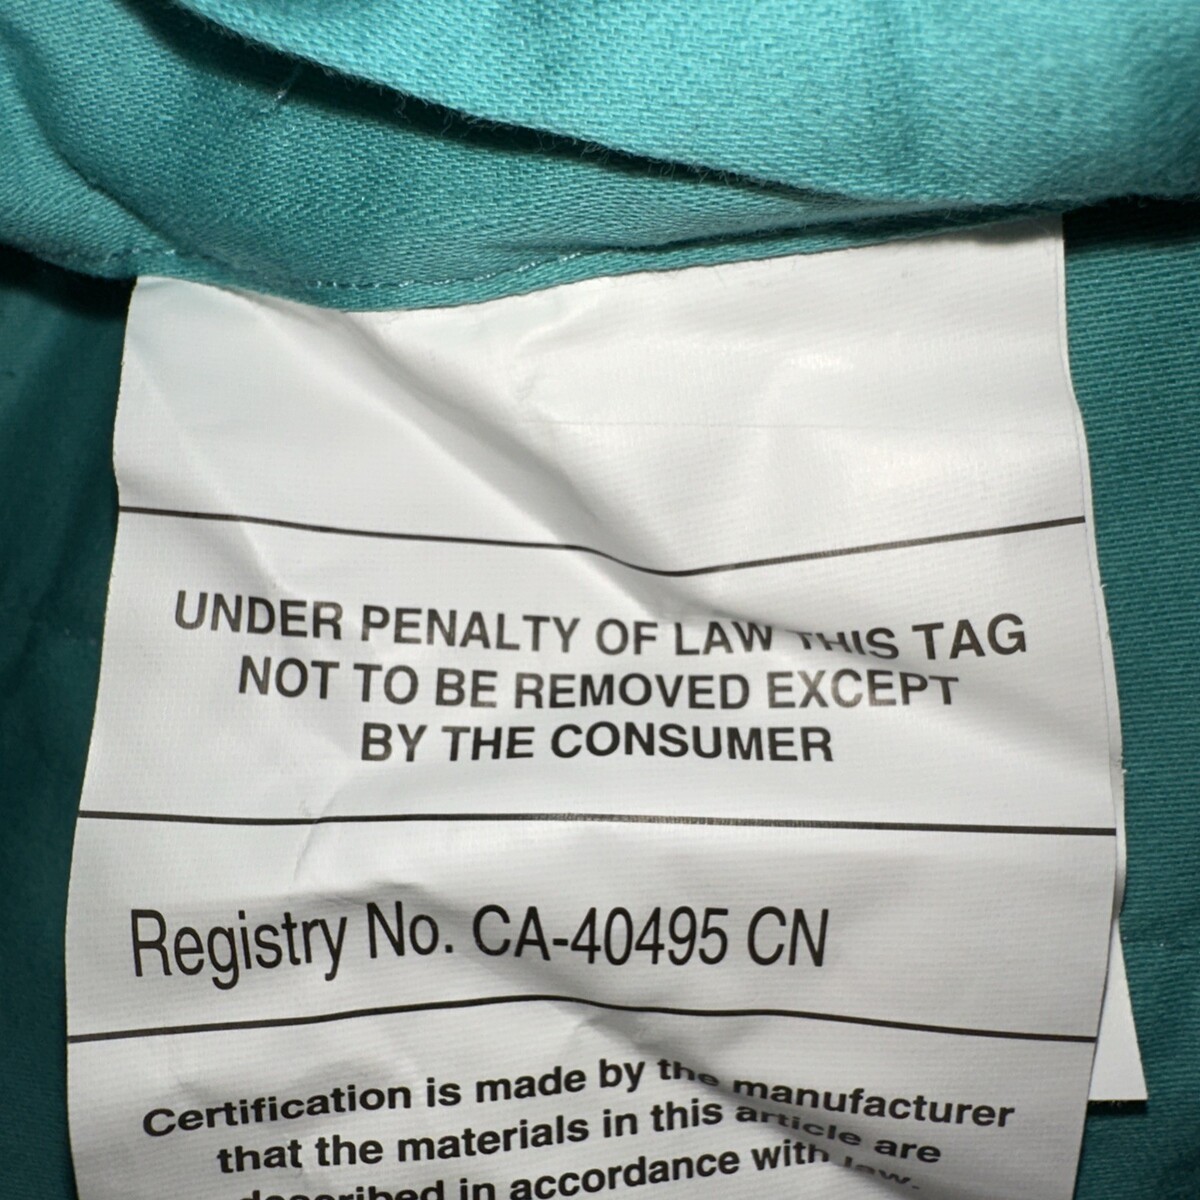 UNDER PENALTY OF LAW THIS TAG
NOT TO BE REMOVED EXCEPT
BY THE CONSUMER
Registry No. CA-40495 CN
Certification is made by the manufacturer
that the materials in this article are
described in accordance with law.